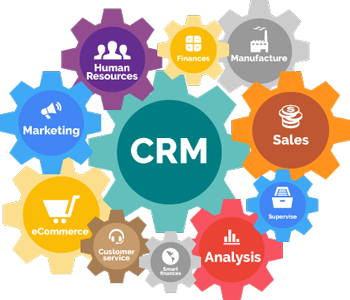 Human
Resources
Finances
Manufacture
Marketing
CRM
Sales
eCommerce
Supervise
Customer
service
Smart
finances
Analysis